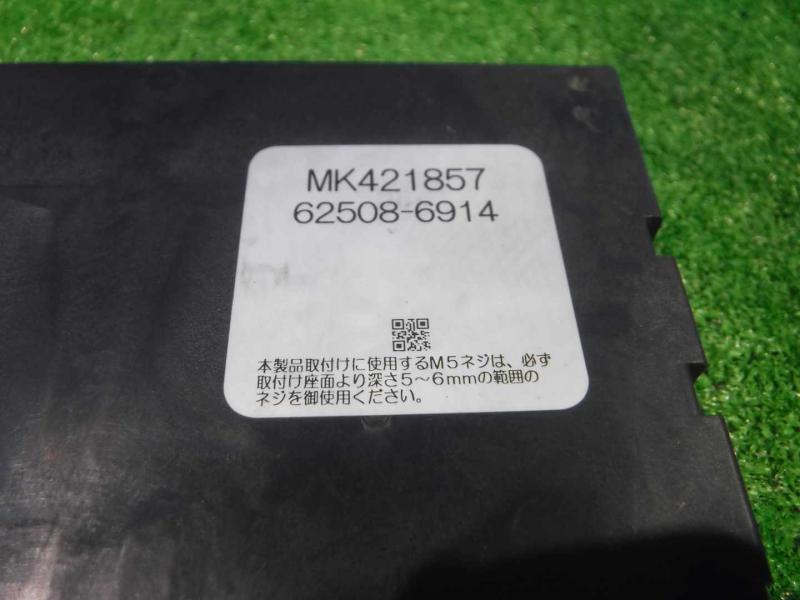 MK421857
62508-6914
本製品取付けに使用するM5ネジは、必ず
取付け座面より深さ5～6mmの範囲の
ネジを御使用ください。